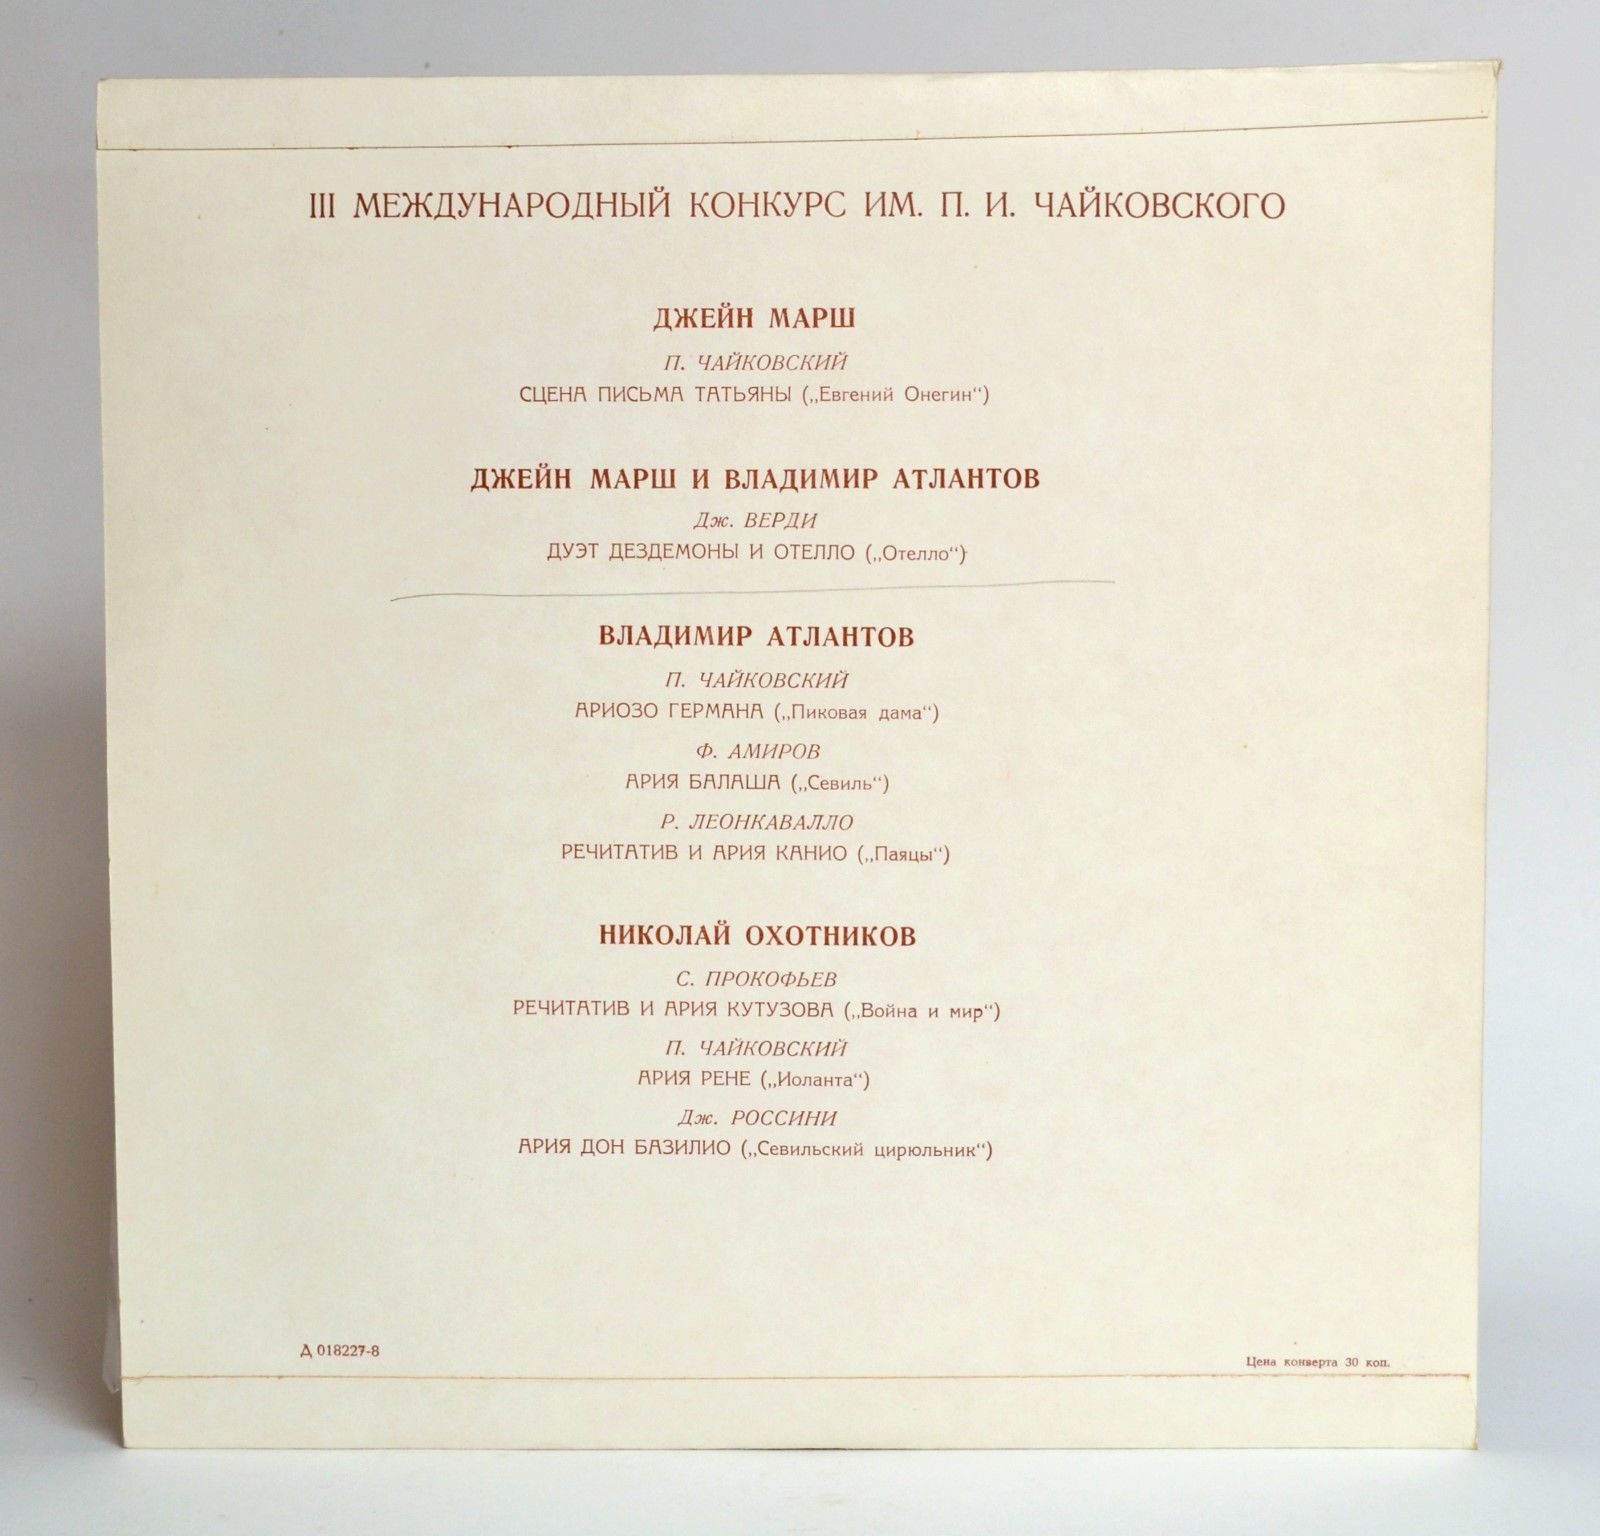 III МЕЖДУНАРОДНЫЙ КОНКУРС ИМ. П. И. ЧАЙКОВСКОГО
ДЖЕЙН МАРШ
П. ЧАЙКОВСКИЙ
СЦЕНА ПИСЬМА ТАТЬЯНЫ („Евгений Онегин“)
ДЖЕЙН МАРШ И ВЛАДИМИР АТЛАНТОВ
Дж. ВЕРДИ
ДУЭТ ДЕЗДЕМОНЫ И ОТЕЛЛО („Отелло“)
ВЛАДИМИР АТЛАНТОВ
П. ЧАЙКОВСКИЙ
АРИОЗО ГЕРМАНА („Пиковая дама“)
Ф. АМИРОВ
АРИЯ БАЛАША („Севиль“)
Р. ЛЕОНКАВАЛЛО
РЕЧИТАТИВ И АРИЯ КАНИО („Паяцы“)
НИКОЛАЙ ОХОТНИКОВ
С. ПРОКОФЬЕВ
РЕЧИТАТИВ И АРИЯ КУТУЗОВА („Война и мир“)
П. ЧАЙКОВСКИЙ
АРИЯ РЕНЕ („Иоланта“)
Дж. РОССИНИ
АРИЯ ДОН БАЗИЛИО („Севильский цирюльник“)
Д 018227-8
Цена конверта 30 коп.